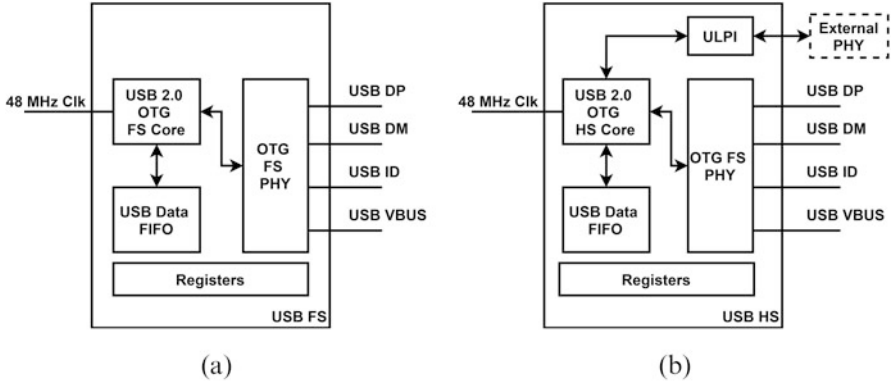 48 MHz Clk
USB 2.0
OTG
FS Core
USB Data
FIFO
OTG
FS
PHY
USB DP
USB DM
USB ID
USB VBUS
Registers
USB FS
(a)
ULPI
External
PHY
48 MHz Clk
USB 2.0
OTG
HS Core
USB Data
FIFO
OTG FS
PHY
USB DP
USB DM
USB ID
USB VBUS
Registers
USB HS
(b)